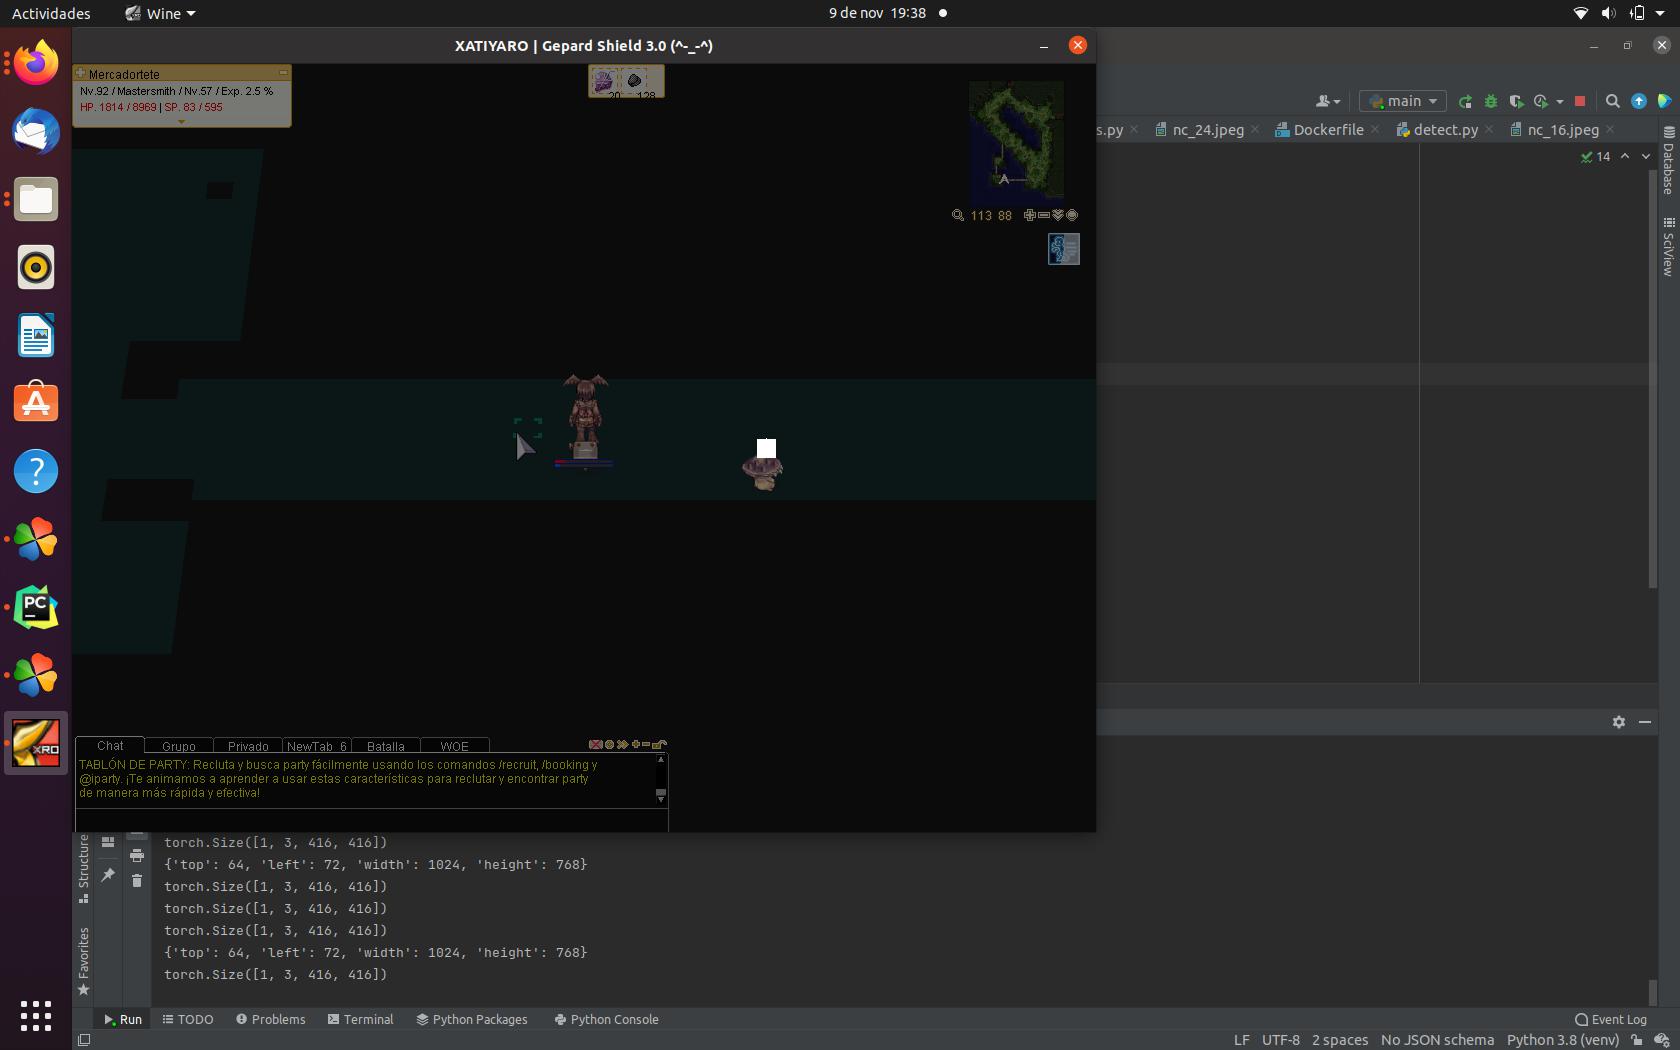 Actividades
Wine
9 de nov 19:38
XATIYARO | Gepard Shield 3.0 (^-_-^)
Mercadortete
Nv.92 / Mastersmith / Nv.57 / Exp. 2.5 %
HP. 1814 / 8969 | SP. 83 / 595
20 128
113 88
main
s.py
nc_24.jpeg
Dockerfile
detect.py
nc_16.jpeg
14
Database
SciView
Chat
Grupo
Privado
NewTab_6
Batalla
WOE
TABLÓN DE PARTY: Recluta y busca party fácilmente usando los comandos /recruit, /booking y
@iparty. ¡Te animamos a aprender a usar estas características para reclutar y encontrar party
de manera más rápida y efectiva!
PC
XRO
Structure
Favorites
torch.Size([1, 3, 416, 416])
{'top': 64, 'left': 72, 'width': 1024, 'height': 768}
torch.Size([1, 3, 416, 416])
torch.Size([1, 3, 416, 416])
torch.Size([1, 3, 416, 416])
{'top': 64, 'left': 72, 'width': 1024, 'height': 768}
torch.Size([1, 3, 416, 416])
Run
TODO
Problems
Terminal
Python Packages
Python Console
Event Log
LF
UTF-8
2 spaces
No JSON schema
Python 3.8 (venv)